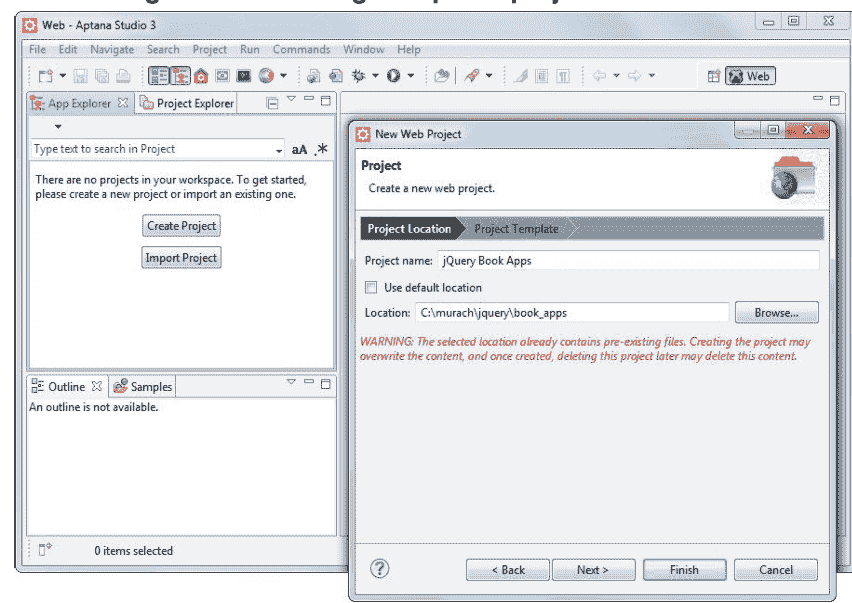 Web - Aptana Studio 3
File Edit Navigate Search Project Run Commands Window Help
Web
App Explorer
Project Explorer
Type text to search in Project
aA .*
There are no projects in your workspace. To get started,
please create a new project or import an existing one.
Create Project
Import Project
Outline
Samples
An outline is not available.
0 items selected
New Web Project
Project
Create a new web project.
Project Location
Project Template
Project name: jQuery Book Apps
Use default location
Location: C:\murach\jquery\book_apps
Browse...
WARNING: The selected location already contains pre-existing files. Creating the project may
overwrite the content, and once created, deleting this project later may delete this content.
?
< Back
Next >
Finish
Cancel